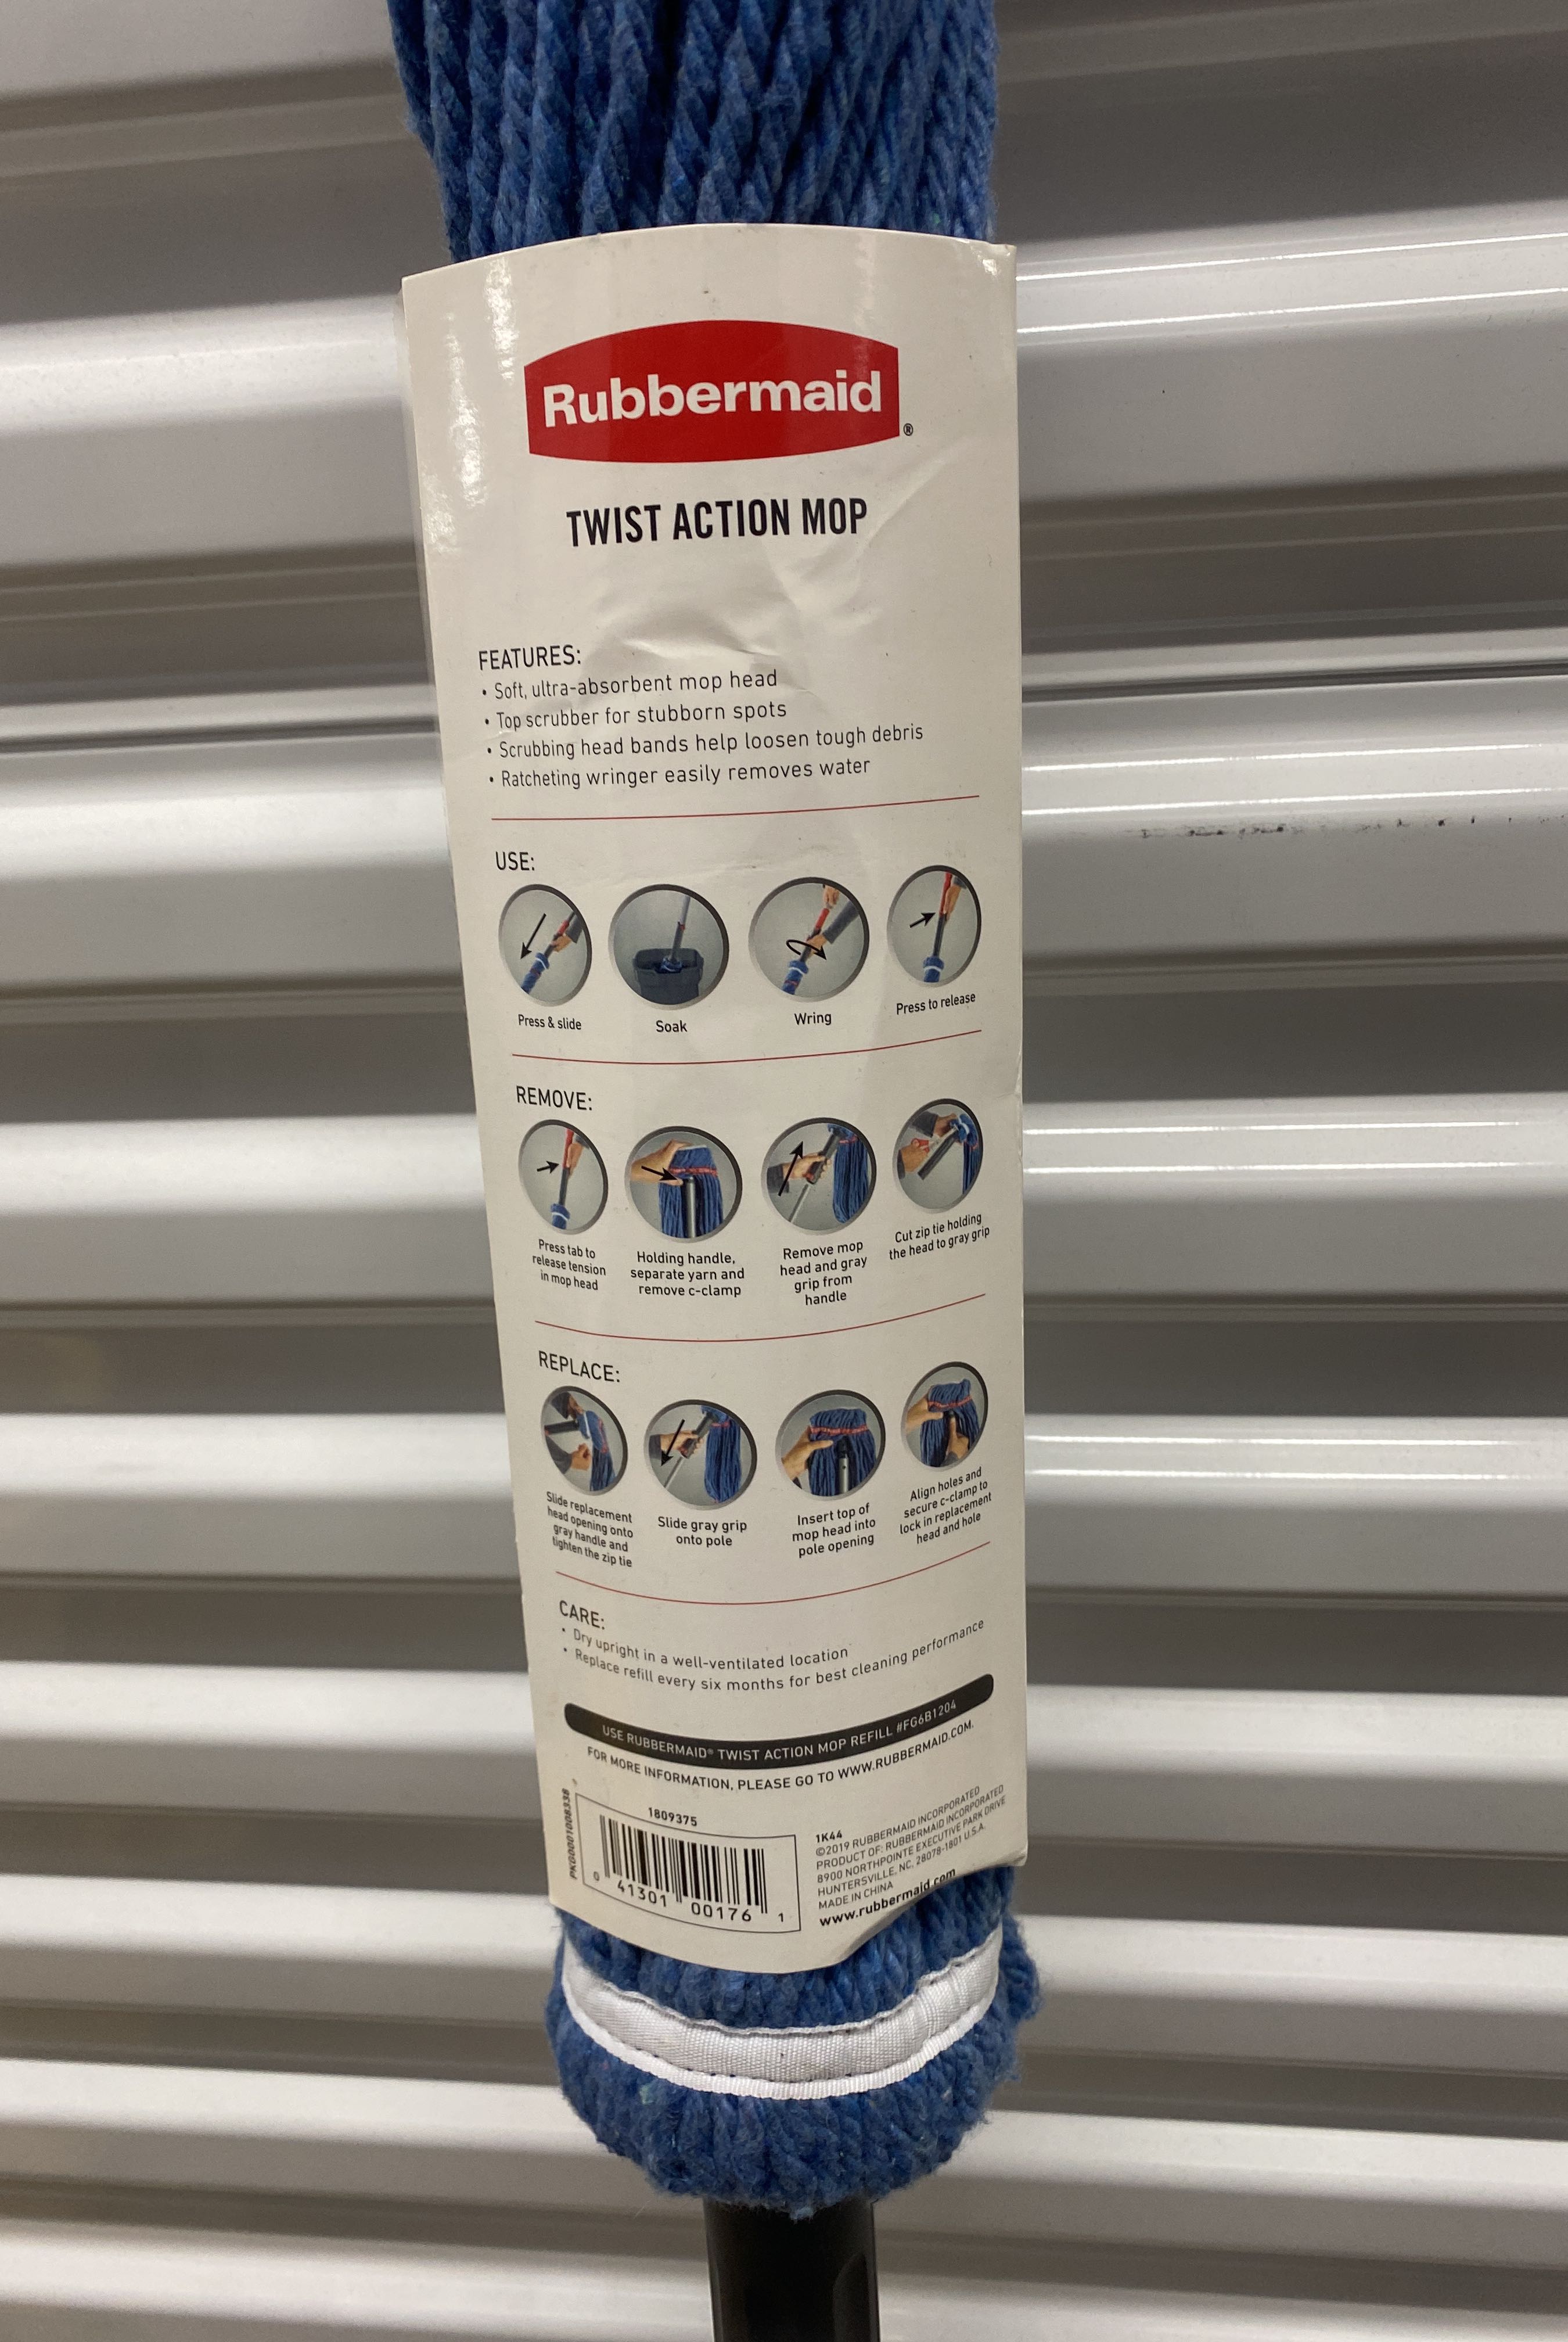 Rubbermaid®
TWIST ACTION MOP
FEATURES:
• Soft, ultra-absorbent mop head
• Top scrubber for stubborn spots
• Scrubbing head bands help loosen tough debris
• Ratcheting wringer easily removes water
USE:
Press & slide
Soak
Wring
Press to release
REMOVE:
Press tab to
release tension
in mop head
Holding handle,
separate yarn and
remove c-clamp
Remove mop
head and gray
grip from
handle
Cut zip tie holding
the head to gray grip
REPLACE:
Slide replacement
head opening onto
gray handle and
tighten the zip tie
Slide gray grip
onto pole
Insert top of
mop head into
pole opening
Align holes and
secure c-clamp to
lock in replacement
head and hole
CARE:
• Dry upright in a well-ventilated location
• Replace refill every six months for best cleaning performance
USE RUBBERMAID® TWIST ACTION MOP REFILL #FG6B1204
FOR MORE INFORMATION, PLEASE GO TO WWW.RUBBERMAID.COM.
PKG0001008338
1809375
0 41301 00176 1
1K44
©2019 RUBBERMAID INCORPORATED
PRODUCT OF: RUBBERMAID INCORPORATED
8900 NORTHPOINTE EXECUTIVE PARK DRIVE
HUNTERSVILLE, NC, 28078-1801 U.S.A.
MADE IN CHINA
www.rubbermaid.com